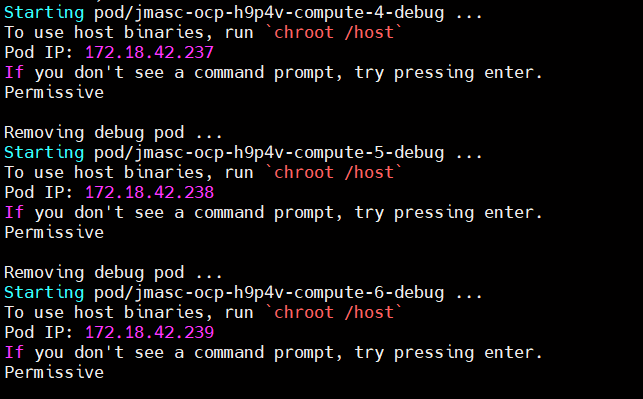 Starting pod/jmasc-ocp-h9p4v-compute-4-debug ...
To use host binaries, run `chroot /host`
Pod IP: 172.18.42.237
If you don't see a command prompt, try pressing enter.
Permissive

Removing debug pod ...
Starting pod/jmasc-ocp-h9p4v-compute-5-debug ...
To use host binaries, run `chroot /host`
Pod IP: 172.18.42.238
If you don't see a command prompt, try pressing enter.
Permissive

Removing debug pod ...
Starting pod/jmasc-ocp-h9p4v-compute-6-debug ...
To use host binaries, run `chroot /host`
Pod IP: 172.18.42.239
If you don't see a command prompt, try pressing enter.
Permissive